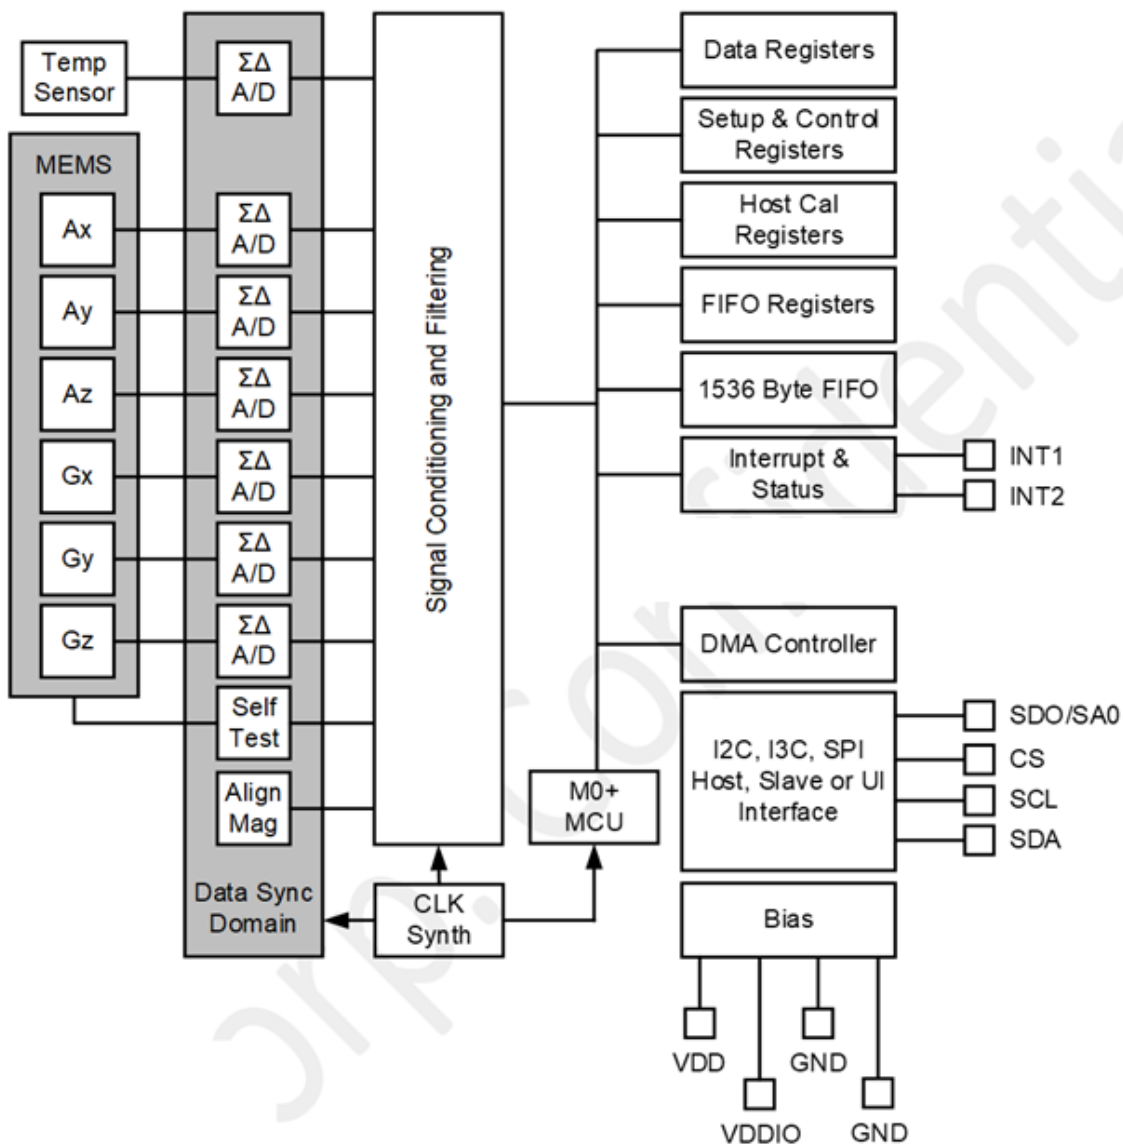 Temp
Sensor
ΣΔ
A/D
MEMS
Ax
ΣΔ
A/D
Ay
ΣΔ
A/D
Az
ΣΔ
A/D
Gx
ΣΔ
A/D
Gy
ΣΔ
A/D
Gz
ΣΔ
A/D
Self
Test
Align
Mag
Data Sync
Domain
Signal Conditioning and Filtering
CLK
Synth
M0+
MCU
Data Registers
Setup & Control
Registers
Host Cal
Registers
FIFO Registers
1536 Byte FIFO
Interrupt &
Status
INT1
INT2
DMA Controller
I2C, I3C, SPI
Host, Slave or UI
Interface
SDO/SA0
CS
SCL
SDA
Bias
VDD
GND
VDDIO
GND
orp. Confidentia